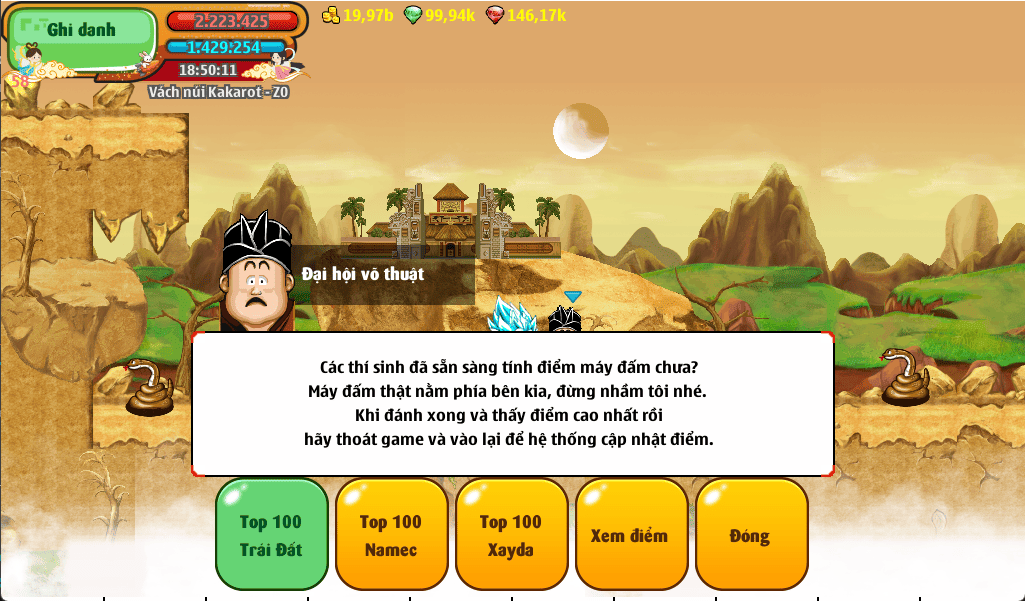 Ghi danh
2.223.425
1.429.254
18:50:11
58
Vách núi Kakarot - Z0
19,97b 99,94k 146,17k
Đại hội võ thuật
Các thí sinh đã sẵn sàng tính điểm máy đấm chưa?
Máy đấm thật nằm phía bên kia, đừng nhầm tôi nhé.
Khi đánh xong và thấy điểm cao nhất rồi
hãy thoát game và vào lại để hệ thống cập nhật điểm.
Top 100
Trái Đất
Top 100
Namec
Top 100
Xayda
Xem điểm
Đóng